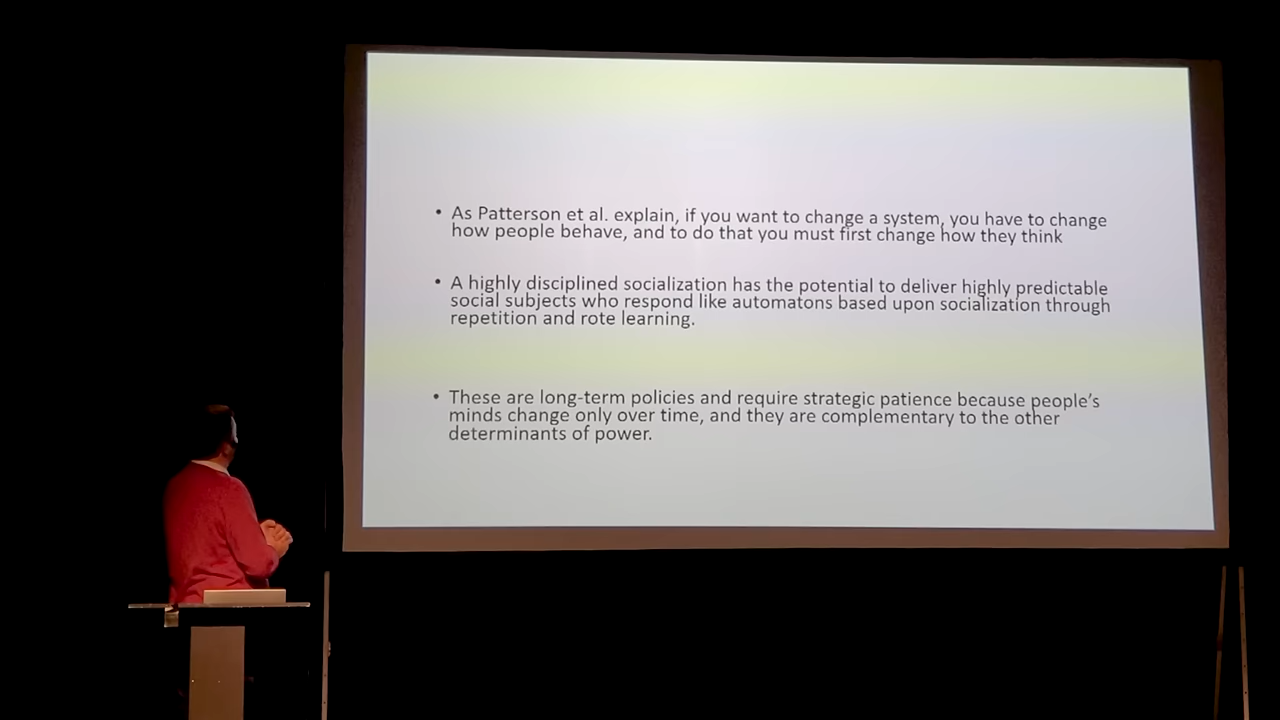 • As Patterson et al. explain, if you want to change a system, you have to change
how people behave, and to do that you must first change how they think
• A highly disciplined socialization has the potential to deliver highly predictable
social subjects who respond like automatons based upon socialization through
repetition and rote learning.
• These are long-term policies and require strategic patience because people’s
minds change only over time, and they are complementary to the other
determinants of power.